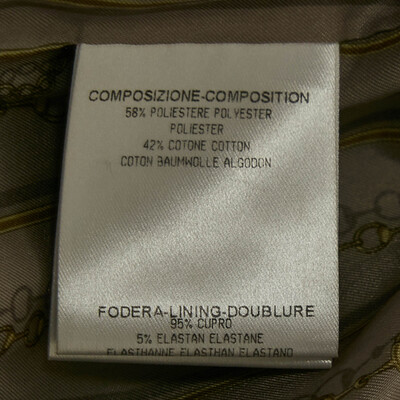 COMPOSIZIONE-COMPOSITION
58% POLIESTERE POLYESTER
POLIESTER
42% COTONE COTTON
COTON BAUMWOLLE ALGODON
FODERA-LINING-DOUBLURE
95% CUPRO
5% ELASTAN ELASTANE
ELASTHANNE ELASTHAN ELASTANO